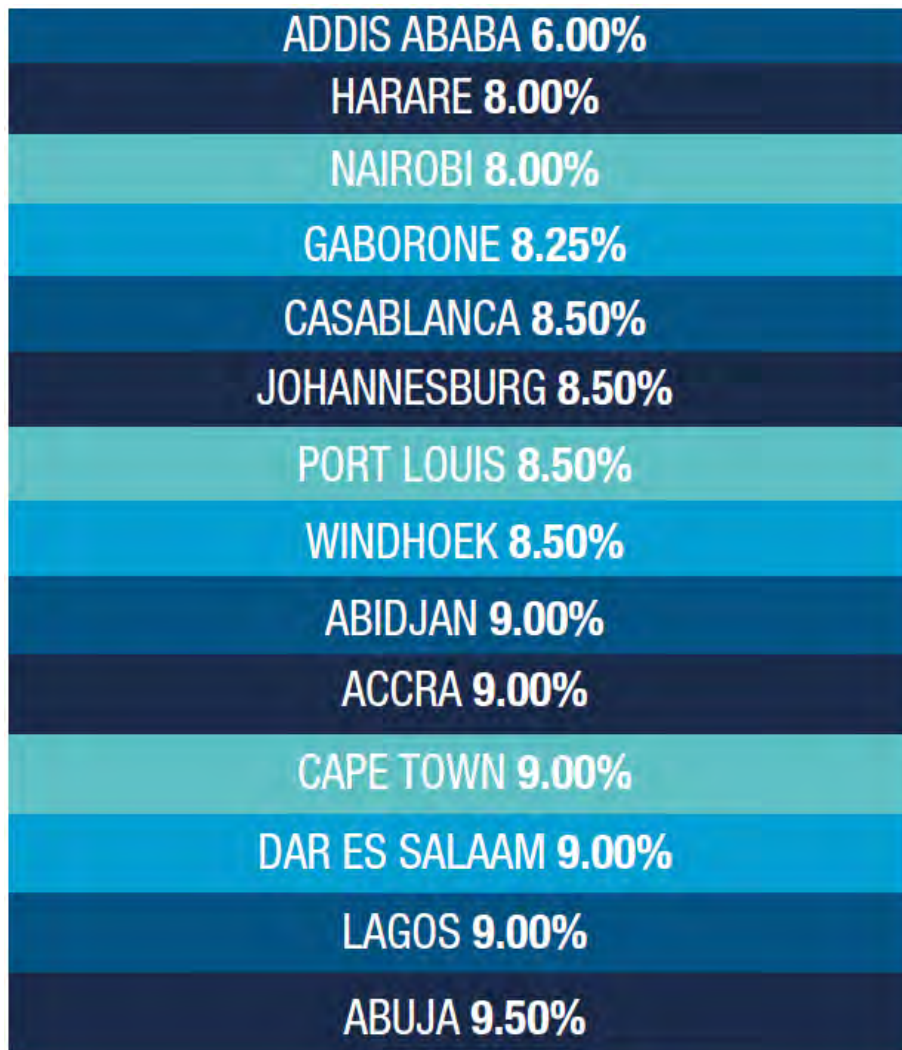 ADDIS ABABA 6.00%
HARARE 8.00%
NAIROBI 8.00%
GABORONE 8.25%
CASABLANCA 8.50%
JOHANNESBURG 8.50%
PORT LOUIS 8.50%
WINDHOEK 8.50%
ABIDJAN 9.00%
ACCRA 9.00%
CAPE TOWN 9.00%
DAR ES SALAAM 9.00%
LAGOS 9.00%
ABUJA 9.50%